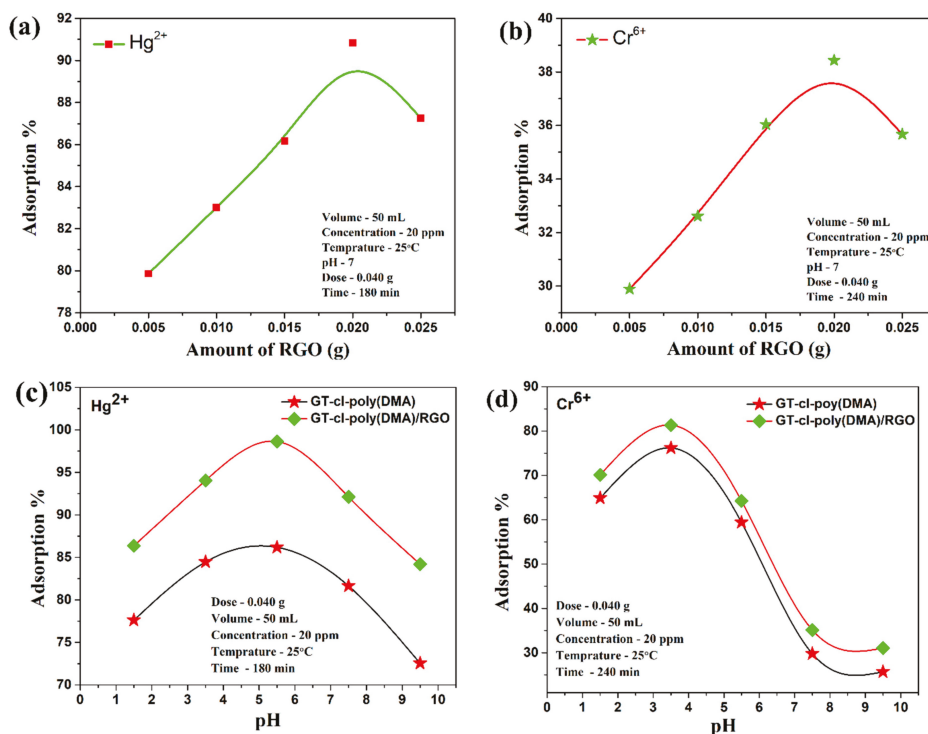 (a)
Hg2+
Adsorption %
92
90
88
86
84
82
80
78
0.000 0.005 0.010 0.015 0.020 0.025
Amount of RGO (g)
Volume - 50 mL
Concentration - 20 ppm
Temprature - 25°C
pH - 7
Dose - 0.040 g
Time - 180 min
(b)
Cr6+
Adsorption %
40
38
36
34
32
30
0.000 0.005 0.010 0.015 0.020 0.025
Amount of RGO (g)
Volume - 50 mL
Concentration - 20 ppm
Temprature - 25°C
pH - 7
Dose - 0.040 g
Time - 240 min
(c)
Hg2+
GT-cl-poly(DMA)
GT-cl-poly(DMA)/RGO
Adsorption %
105
100
95
90
85
80
75
70
0 1 2 3 4 5 6 7 8 9 10
pH
Dose - 0.040 g
Volume - 50 mL
Concentration - 20 ppm
Temprature - 25°C
Time - 180 min
(d)
Cr6+
GT-cl-poy(DMA)
GT-cl-poly(DMA)/RGO
Adsorption %
90
80
70
60
50
40
30
0 1 2 3 4 5 6 7 8 9 10
pH
Dose - 0.040 g
Volume - 50 mL
Concentration - 20 ppm
Temprature - 25°C
Time - 240 min